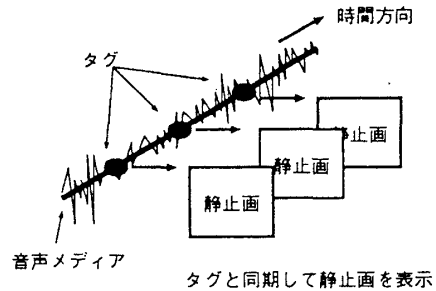 時間方向
タグ
静止画
静止画
静止画
音声メディア
タグと同期して静止画を表示